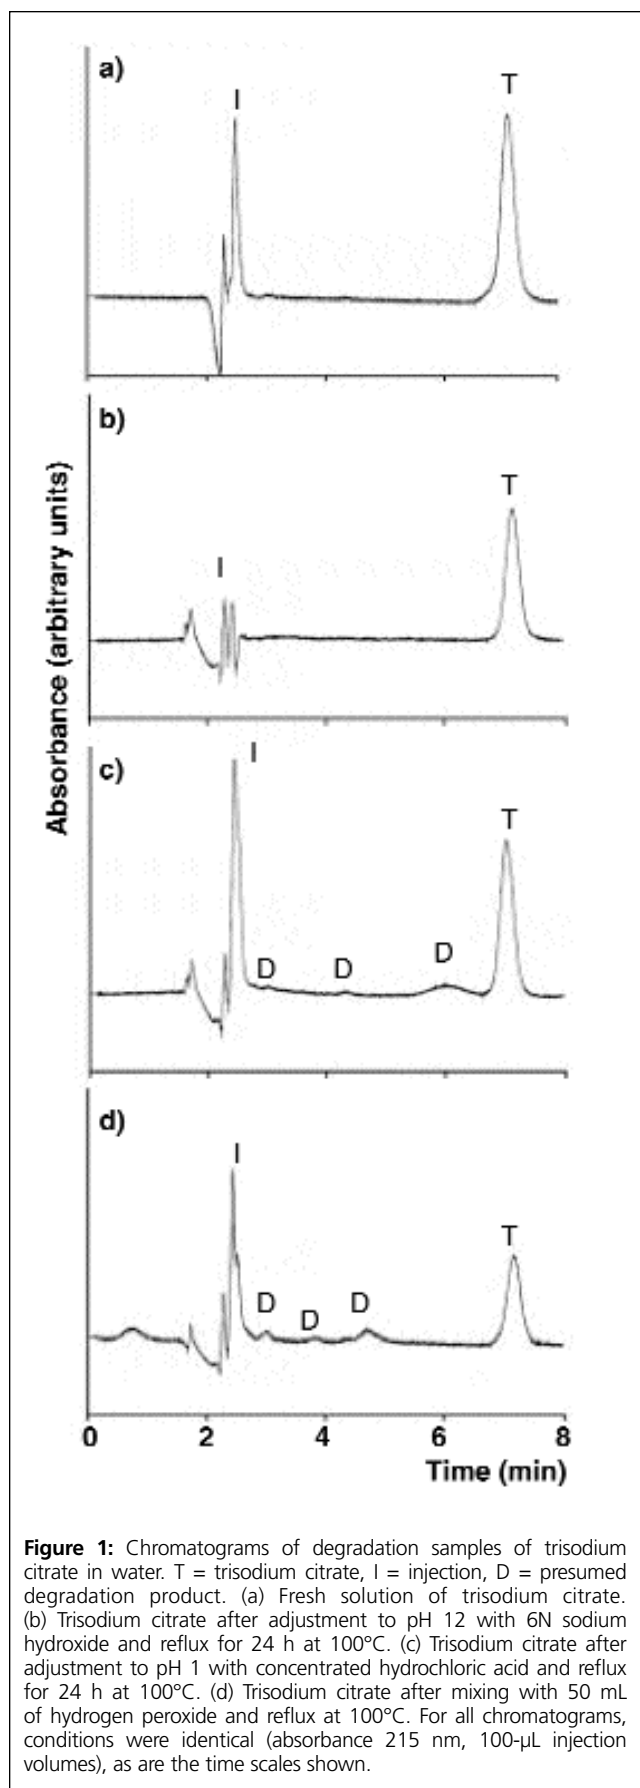 a)
I
T
b)
I
T
Absorbance (arbitrary units)
c)
I
D
D
D
T
d)
I
D
D
D
T
0
2
4
6
8
Time (min)
Figure 1: Chromatograms of degradation samples of trisodium
citrate in water. T = trisodium citrate, I = injection, D = presumed
degradation product. (a) Fresh solution of trisodium citrate.
(b) Trisodium citrate after adjustment to pH 12 with 6N sodium
hydroxide and reflux for 24 h at 100°C. (c) Trisodium citrate after
adjustment to pH 1 with concentrated hydrochloric acid and reflux
for 24 h at 100°C. (d) Trisodium citrate after mixing with 50 mL
of hydrogen peroxide and reflux at 100°C. For all chromatograms,
conditions were identical (absorbance 215 nm, 100-µL injection
volumes), as are the time scales shown.